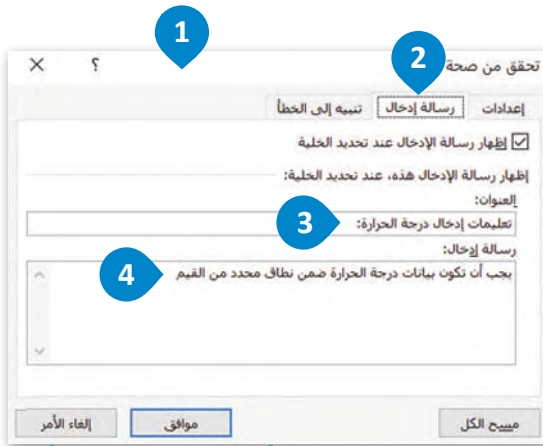 1
تحقق من صحة
2
؟
إعدادات
رسالة إدخال
تنبيه إلى الخطأ
إظهار رسالة الإدخال عند تحديد الخلية
إظهار رسالة الإدخال هذه، عند تحديد الخلية:
العنوان:
تعليمات إدخال درجة الحرارة:
3
رسالة إدخال:
يجب أن تكون بيانات درجة الحرارة ضمن نطاق محدد من القيم
4
مسح الكل
موافق
إلغاء الأمر